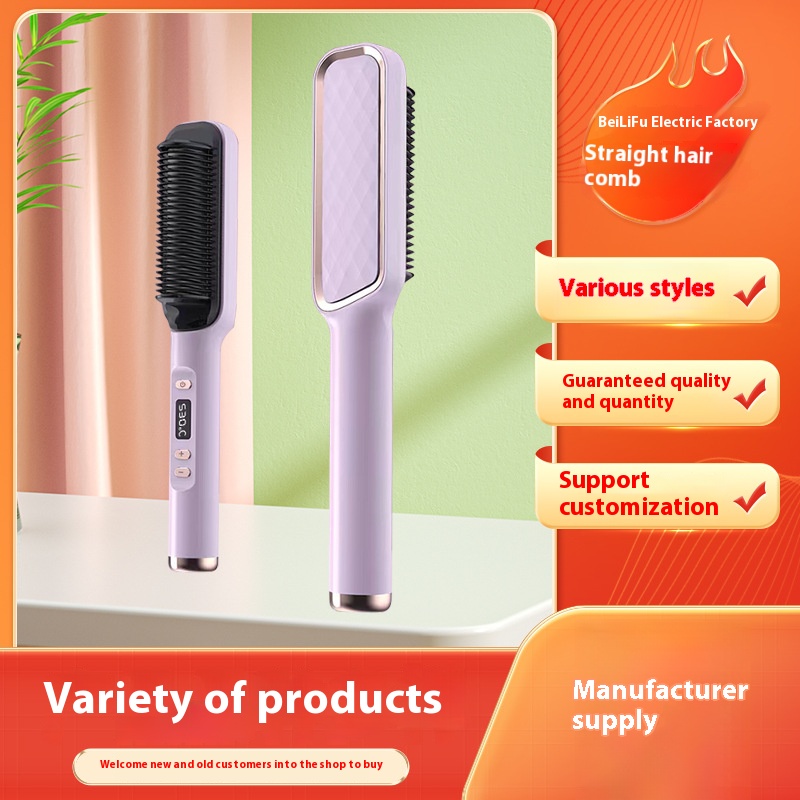 BeiLiFu Electric Factory
Straight hair
comb
Various styles
Guaranteed quality
and quantity
Support
customization
Variety of products
Welcome new and old customers into the shop to buy
Manufacturer
supply